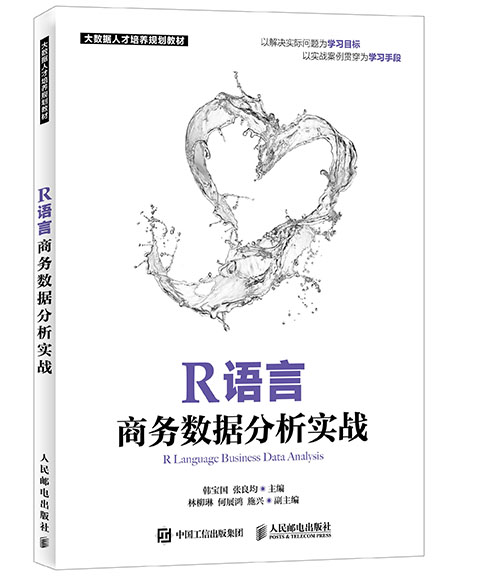 大数据人才培养规划教材
以解决实际问题为学习目标
以实战案例贯穿为学习手段
R语言
商务数据分析实战
R Language Business Data Analysis
韩宝国 张良均 主编
林柳琳 何展鸿 施兴 副主编
中国工信出版集团
人民邮电出版社
POSTS & TELECOM PRESS
大数据人才培养规划教材
R语言
商务数据分析实战
人民邮电出版社